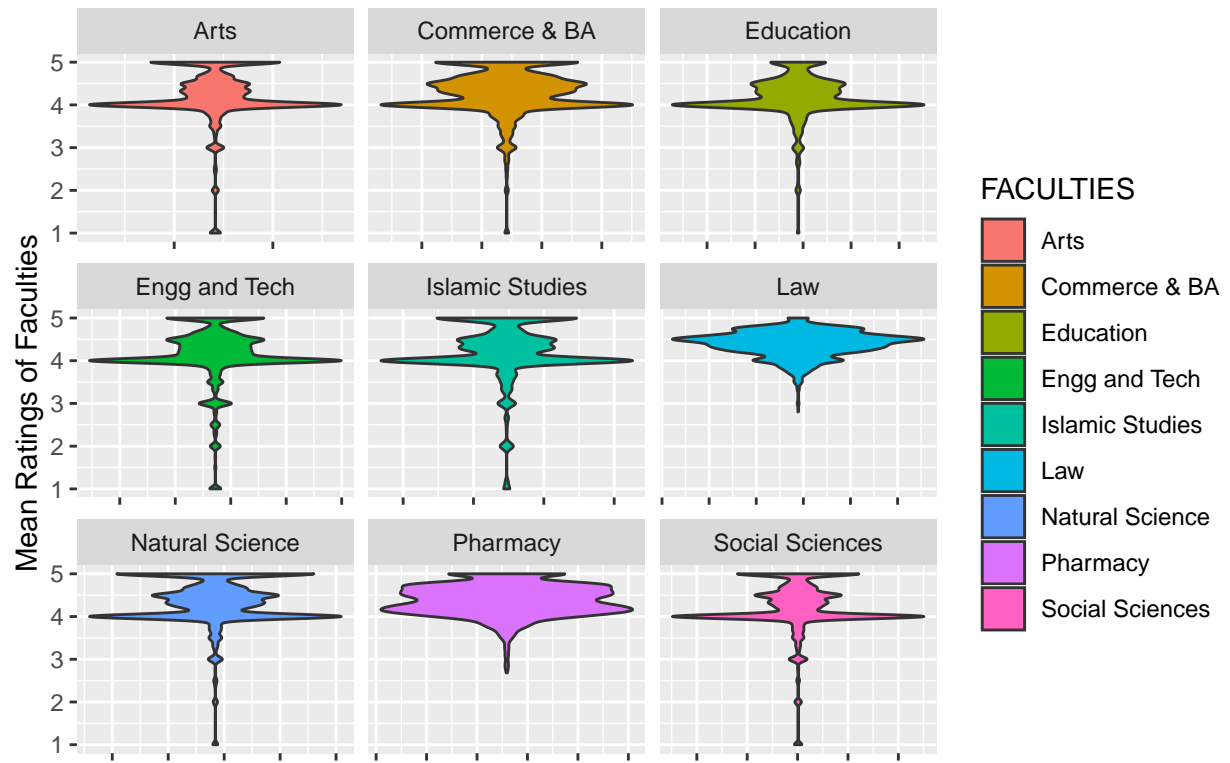 Arts
Commerce & BA
Education
5
4
3
2
1
Engg and Tech
Islamic Studies
Law
5
4
3
2
1
Natural Science
Pharmacy
Social Sciences
5
4
3
2
1
Mean Ratings of Faculties
FACULTIES
Arts
Commerce & BA
Education
Engg and Tech
Islamic Studies
Law
Natural Science
Pharmacy
Social Sciences